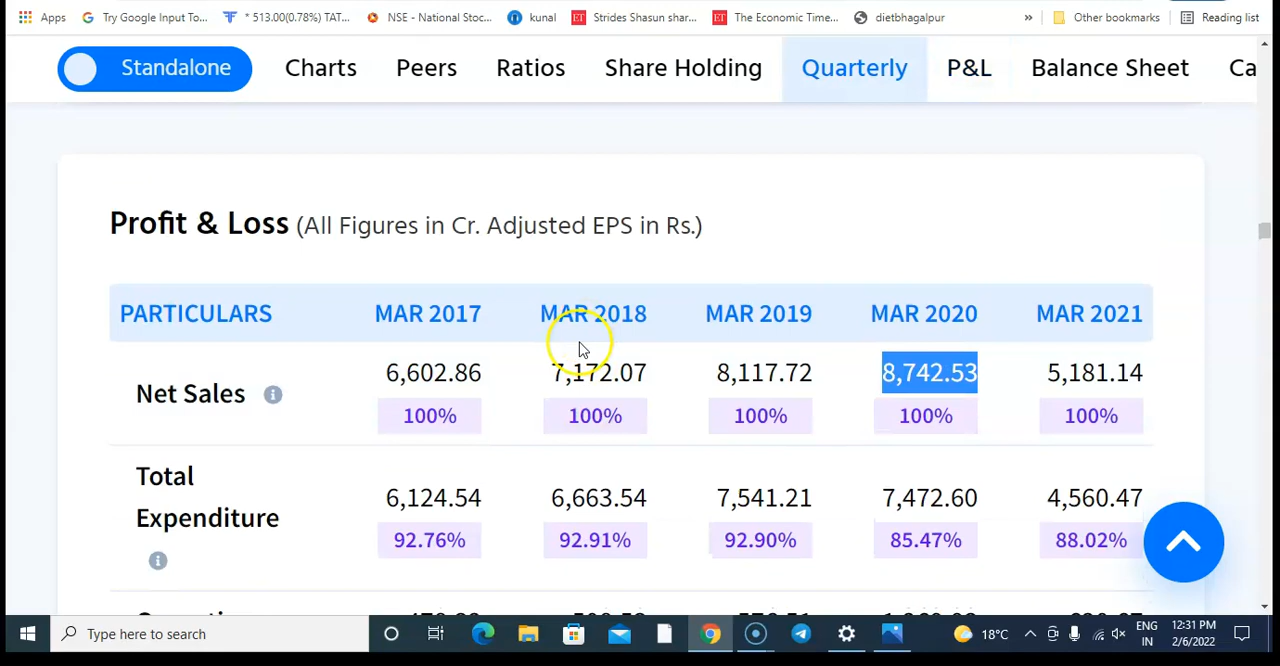 Apps Try Google Input To... * 513.00(0.78%) TAT... NSE - National Stoc... kunal ET Strides Shasun shar... ET The Economic Time... dietbhagalpur » Other bookmarks Reading list
Standalone Charts Peers Ratios Share Holding Quarterly P&L Balance Sheet Ca
Profit & Loss (All Figures in Cr. Adjusted EPS in Rs.)
PARTICULARS MAR 2017 MAR 2018 MAR 2019 MAR 2020 MAR 2021
Net Sales 6,602.86 7,172.07 8,117.72 8,742.53 5,181.14
100% 100% 100% 100% 100%
Total
Expenditure 6,124.54 6,663.54 7,541.21 7,472.60 4,560.47
92.76% 92.91% 92.90% 85.47% 88.02%
Type here to search 18°C ENG 12:31 PM
IN 2/6/2022